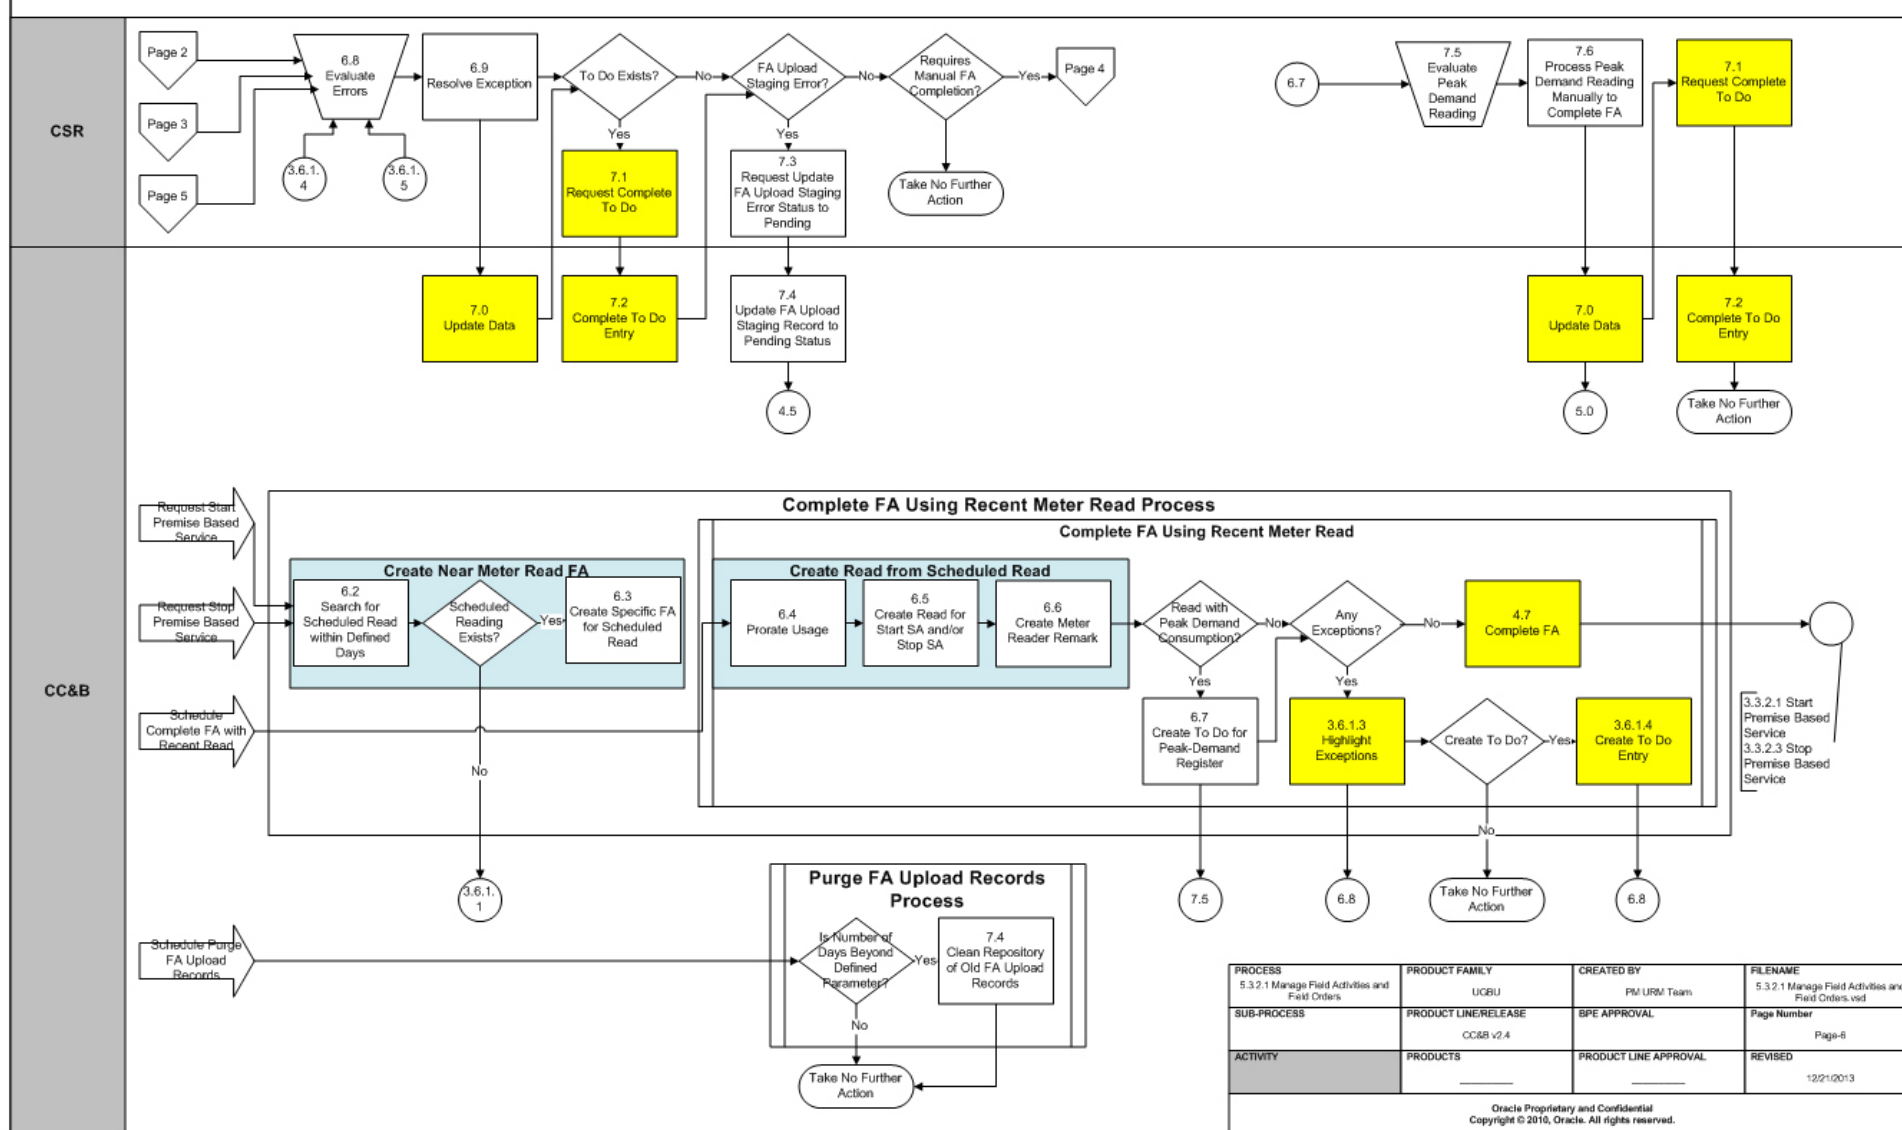 CSR
Page 2
Page 3
Page 5
6.8
Evaluate
Errors
3.6.1.
4
3.6.1.
5
6.9
Resolve Exception
To Do Exists?
No
Yes
7.1
Request Complete
To Do
FA Upload
Staging Error?
No
Yes
7.3
Request Update
FA Upload Staging
Error Status to
Pending
Requires
Manual FA
Completion?
Yes
Page 4
Take No Further
Action
6.7
7.5
Evaluate
Peak
Demand
Reading
7.6
Process Peak
Demand Reading
Manually to
Complete FA
7.1
Request Complete
To Do
CC&B
7.0
Update Data
7.2
Complete To Do
Entry
7.4
Update FA Upload
Staging Record to
Pending Status
4.5
7.0
Update Data
5.0
7.2
Complete To Do
Entry
Take No Further
Action
Request Start
Premise Based
Service
Request Stop
Premise Based
Service
Schedule
Complete FA with
Recent Read
Complete FA Using Recent Meter Read Process
Complete FA Using Recent Meter Read
Create Near Meter Read FA
6.2
Search for
Scheduled Read
within Defined
Days
Scheduled
Reading
Exists?
Yes
6.3
Create Specific FA
for Scheduled
Read
No
3.6.1.
1
Create Read from Scheduled Read
6.4
Prorate Usage
6.5
Create Read for
Start SA and/or
Stop SA
6.6
Create Meter
Reader Remark
Read with
Peak Demand
Consumption?
No
Yes
6.7
Create To Do for
Peak-Demand
Register
7.5
Any
Exceptions?
No
Yes
4.7
Complete FA
3.6.1.3
Highlight
Exceptions
6.8
Create To Do?
Yes
No
Take No Further
Action
3.6.1.4
Create To Do
Entry
6.8
3.3.2.1 Start
Premise Based
Service
3.3.2.3 Stop
Premise Based
Service
Schedule Purge
FA Upload
Records
Purge FA Upload Records
Process
Is Number of
Days Beyond
Defined
Parameter?
Yes
No
7.4
Clean Repository
of Old FA Upload
Records
Take No Further
Action
PROCESS
5.3.2.1 Manage Field Activities and
Field Orders
PRODUCT FAMILY
UGBU
CREATED BY
PM URM Team
FILENAME
5.3.2.1 Manage Field Activities and
Field Orders.vsd
SUB-PROCESS
PRODUCT LINE/RELEASE
CC&B v2.4
BPE APPROVAL
Page Number
Page-6
ACTIVITY
PRODUCTS
PRODUCT LINE APPROVAL
REVISED
12/21/2013
Oracle Proprietary and Confidential
Copyright © 2010, Oracle. All rights reserved.